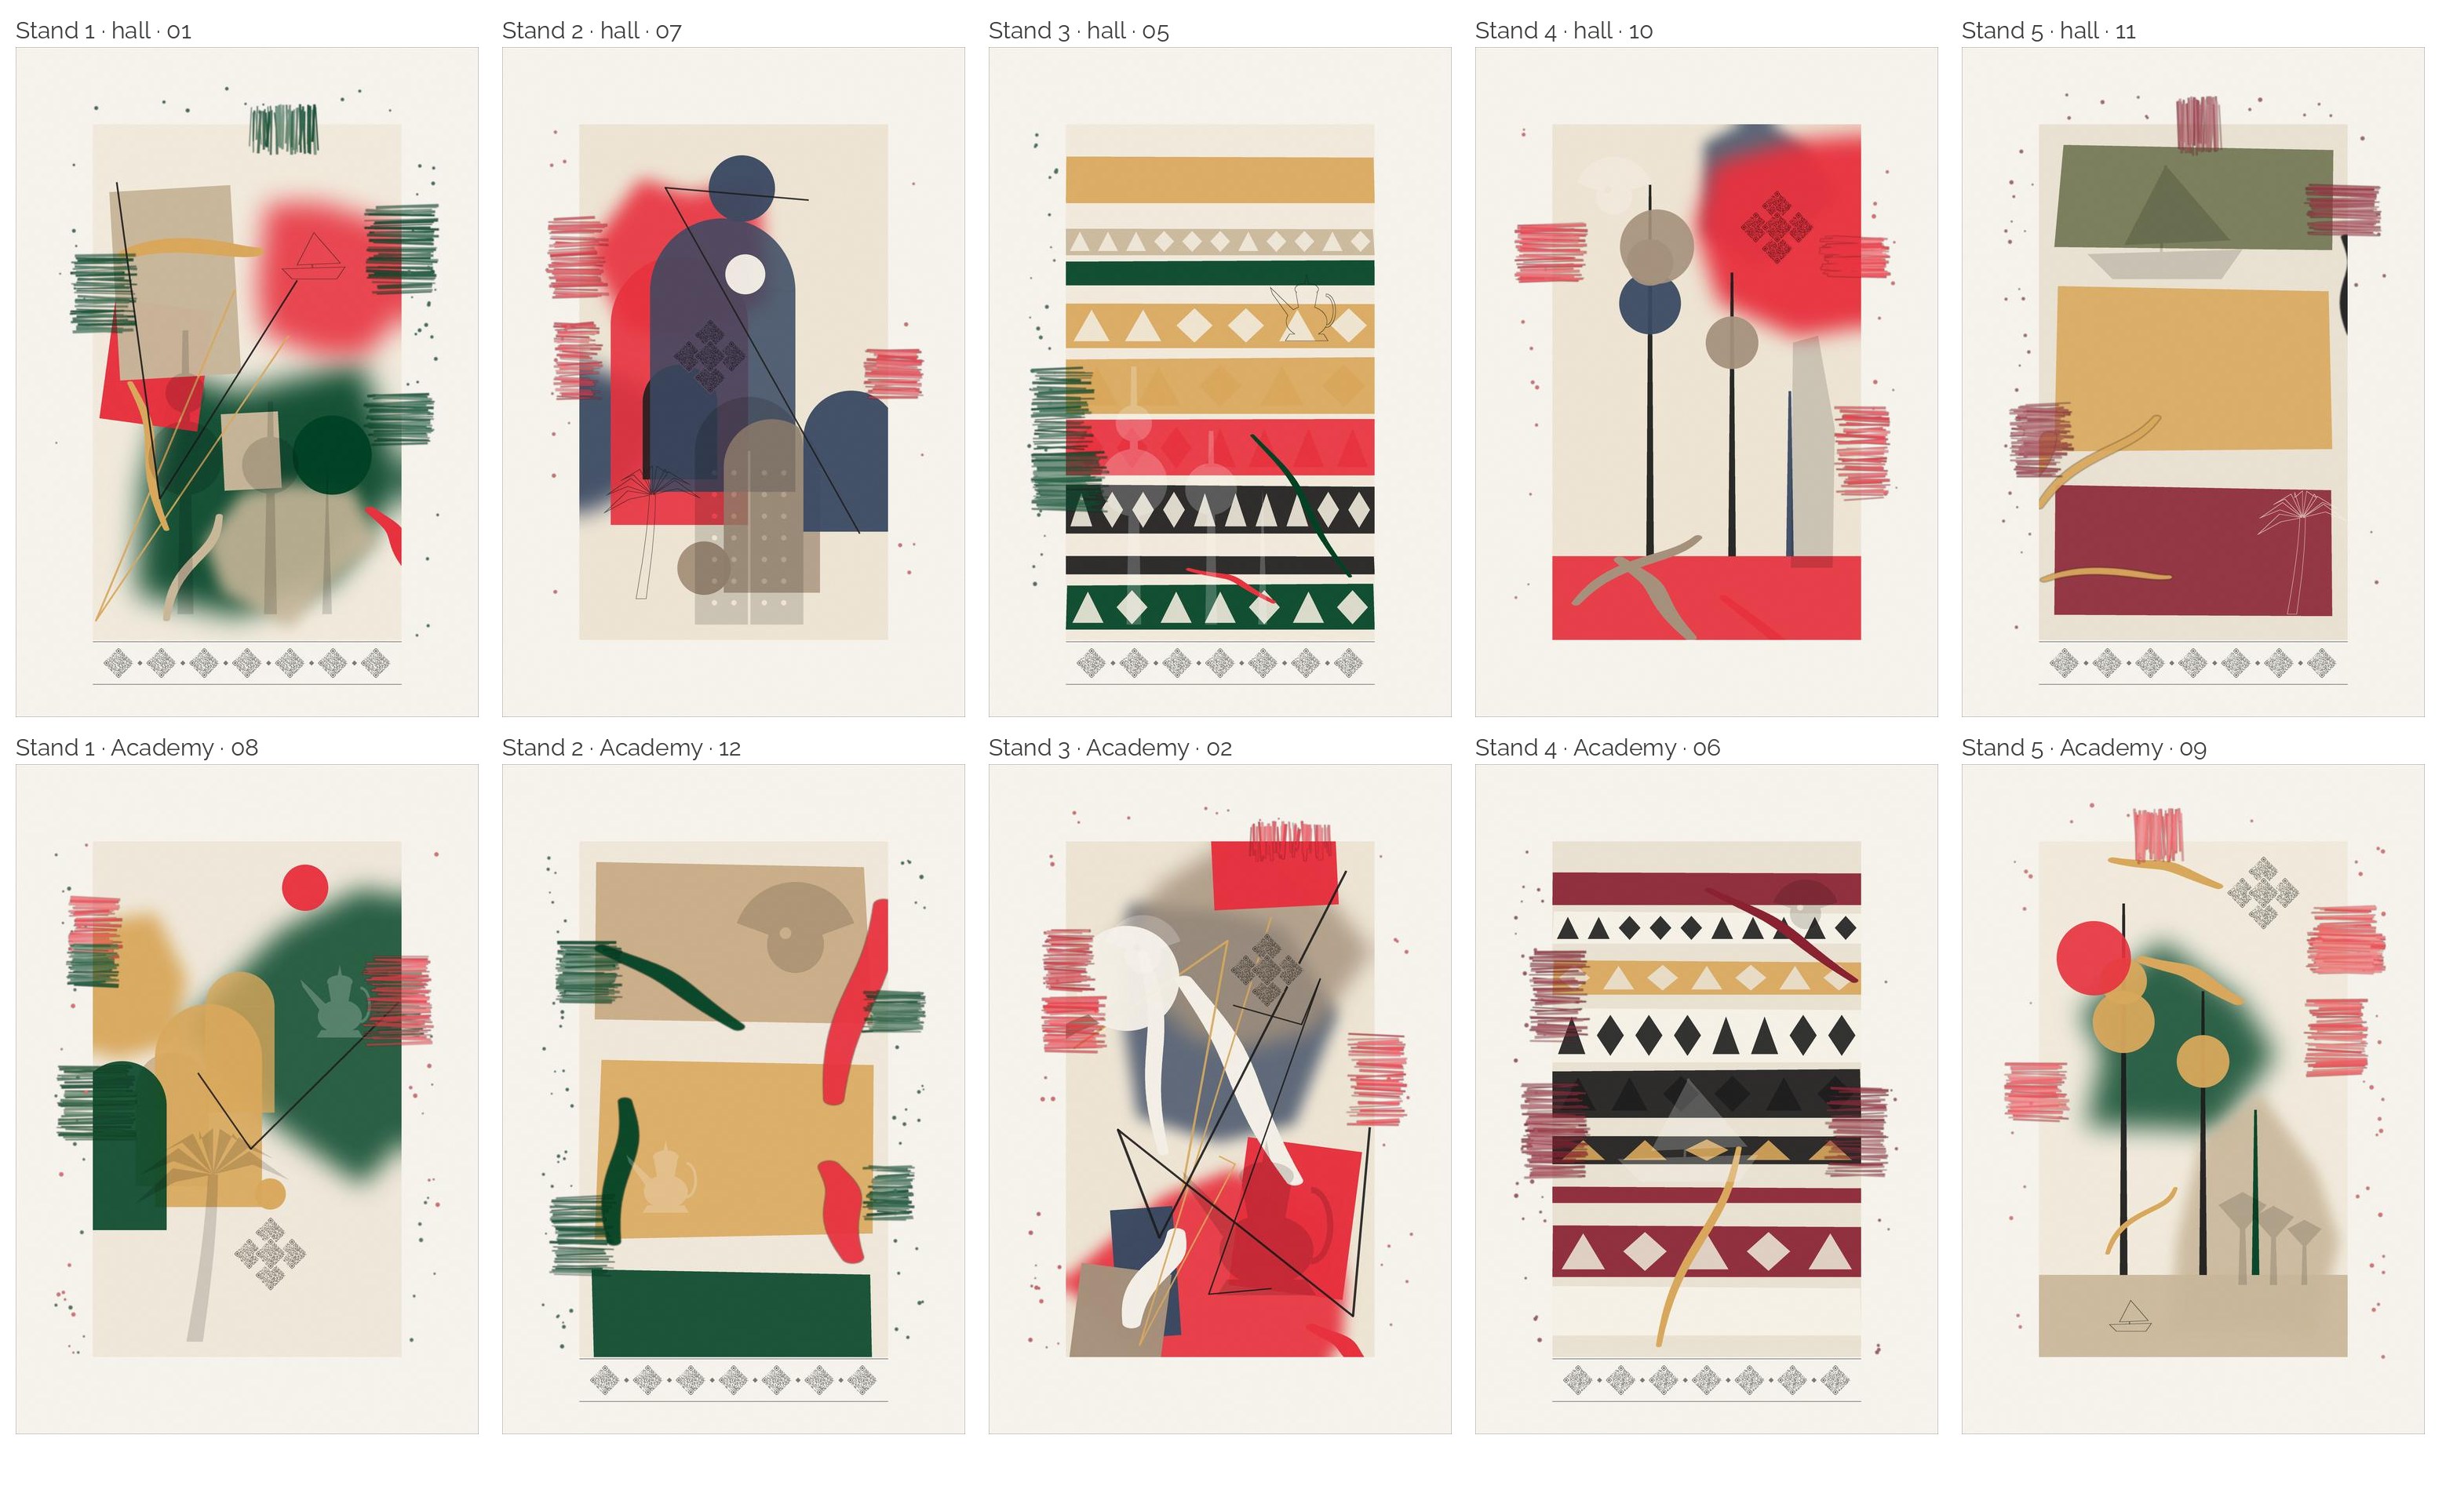 Stand 1 · hall · 01
Stand 2 · hall · 07
Stand 3 · hall · 05
Stand 4 · hall · 10
Stand 5 · hall · 11
Stand 1 · Academy · 08
Stand 2 · Academy · 12
Stand 3 · Academy · 02
Stand 4 · Academy · 06
Stand 5 · Academy · 09